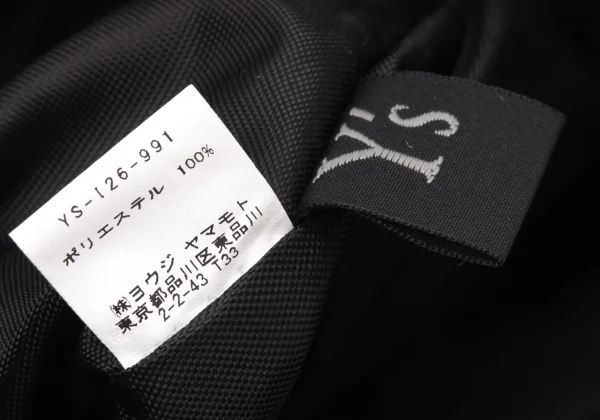 YS-I26-991
ポリエステル 100%
㈱ヨウジ ヤマモト
東京都品川区東品川
2-2-43 T33
Y's